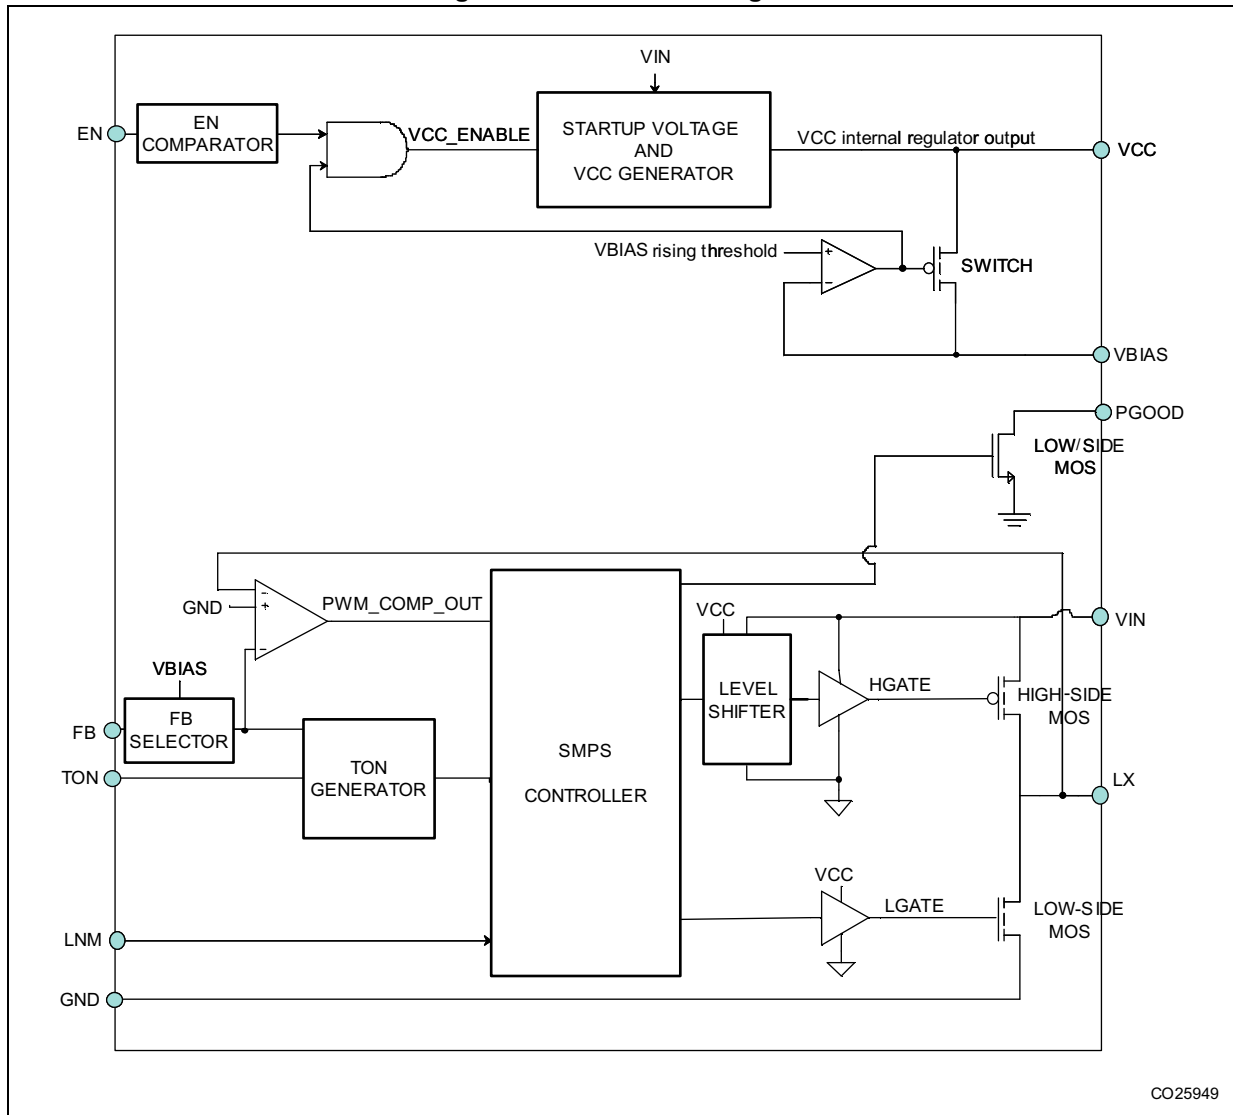 VIN
EN
EN
COMPARATOR
VCC_ENABLE
STARTUP VOLTAGE
AND
VCC GENERATOR
VCC internal regulator output
VCC
VBIAS rising threshold
+
-
SWITCH
VBIAS
PGOOD
LOW/SIDE
MOS
-
GND
+
-
PWM_COMP_OUT
VCC
VIN
VBIAS
FB
FB
SELECTOR
LEVEL
SHIFTER
HGATE
HIGH-SIDE
MOS
TON
TON
GENERATOR
SMPS
CONTROLLER
LX
VCC
LGATE
LOW-SIDE
MOS
LNM
GND
CO25949